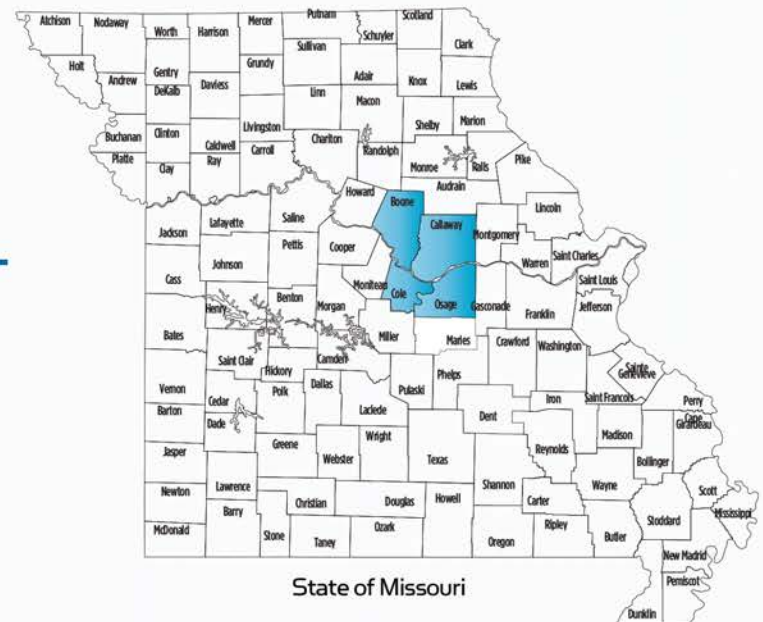 Atchison
Nodaway
Worth
Harrison
Mercer
Putnam
Schuyler
Scotland
Clark
Holt
Andrew
Gentry
DeKalb
Daviess
Grundy
Sullivan
Adair
Knox
Lewis
Linn
Macon
Buchanan
Clinton
Caldwell
Livingston
Chariton
Shelby
Marion
Platte
Clay
Ray
Carroll
Randolph
Monroe
Ralls
Pike
Audrain
Howard
Boone
Callaway
Montgomery
Lincoln
Jackson
Lafayette
Saline
Pettis
Cooper
Warren
Saint Charles
Saint Louis
Cass
Johnson
Moniteau
Cole
Osage
Gasconade
Franklin
Jefferson
Henry
Benton
Morgan
Bates
Miller
Maries
Crawford
Washington
Saint Clair
Hickory
Camden
Sainte
Genevieve
Vernon
Cedar
Polk
Dallas
Laclede
Pulaski
Phelps
Iron
Saint Francois
Perry
Barton
Dade
Dent
Cape
Girardeau
Jasper
Greene
Webster
Wright
Texas
Reynolds
Madison
Bollinger
Newton
Lawrence
Christian
Douglas
Howell
Shannon
Carter
Wayne
Scott
Mississippi
McDonald
Barry
Stone
Taney
Ozark
Oregon
Ripley
Butler
Stoddard
New Madrid
Pemiscot
Dunklin
State of Missouri